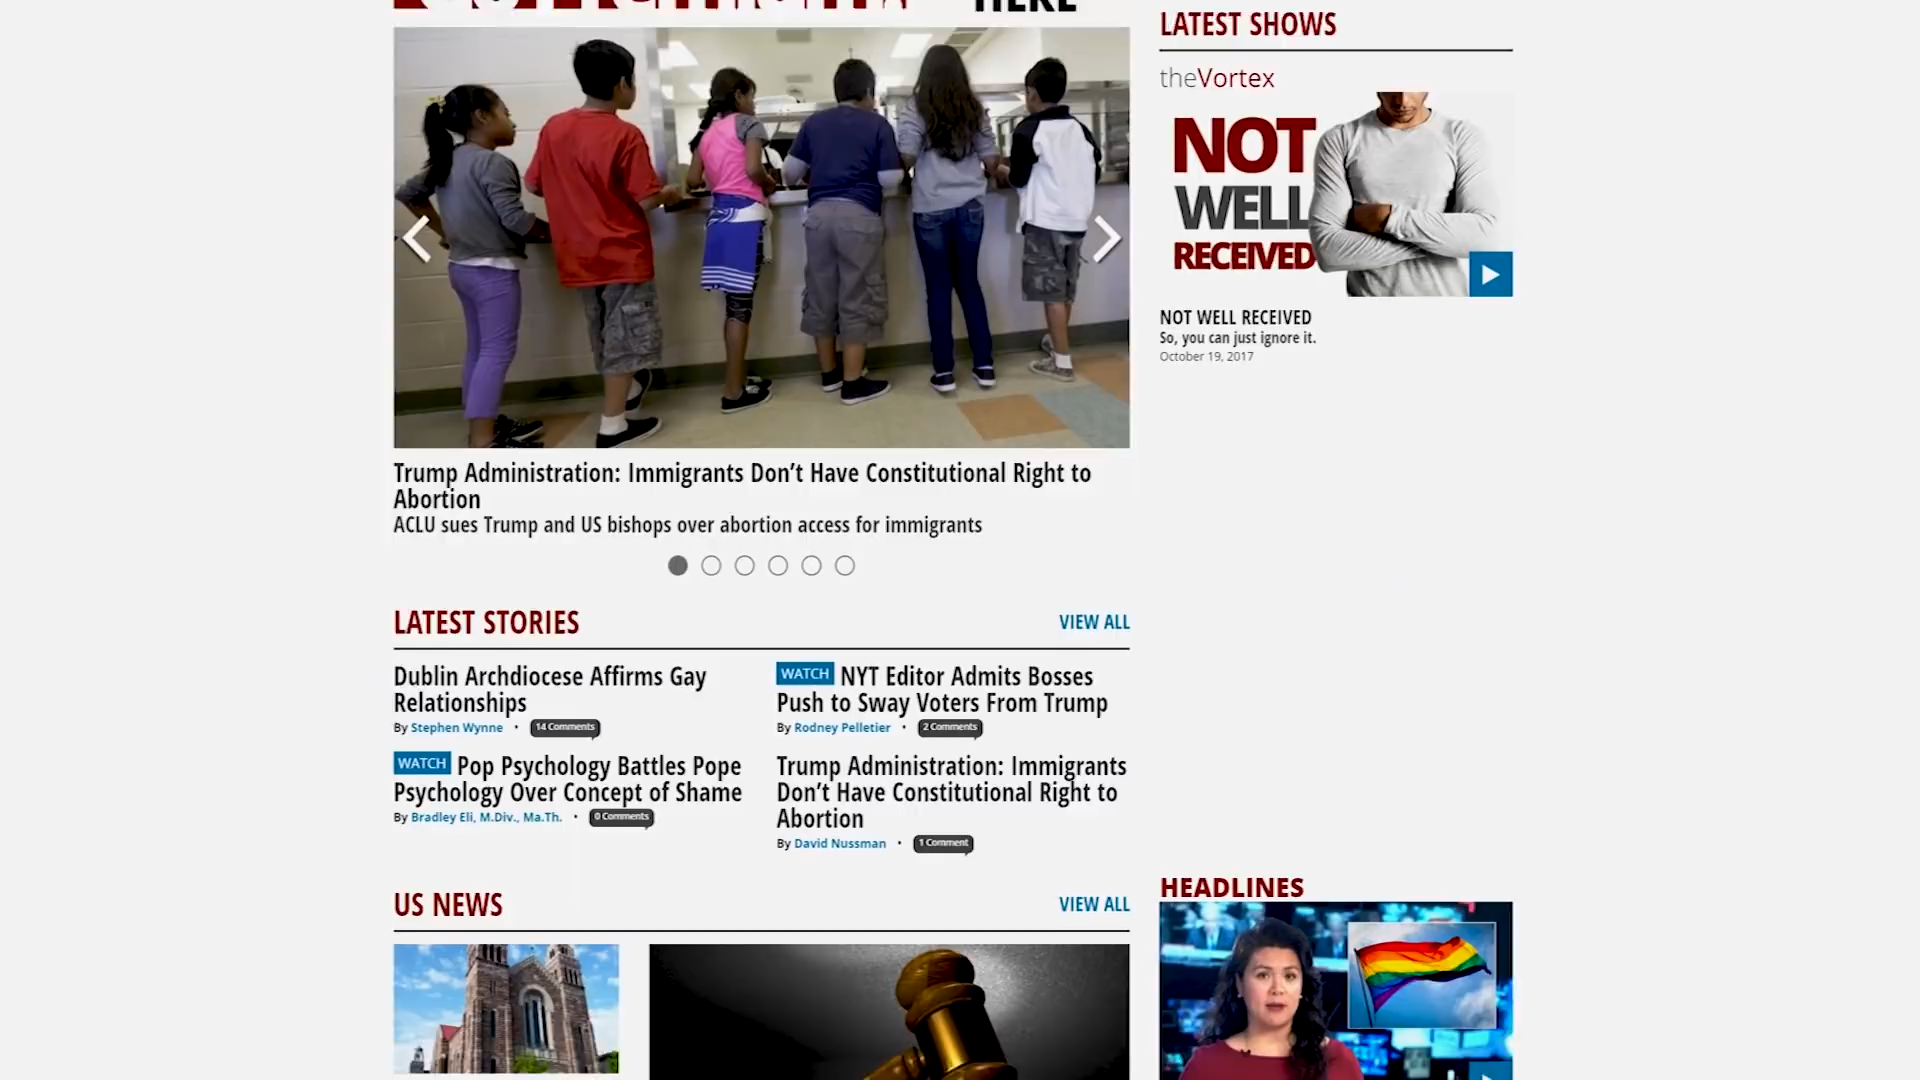 HERE
Trump Administration: Immigrants Don’t Have Constitutional Right to
Abortion
ACLU sues Trump and US bishops over abortion access for immigrants
LATEST STORIES
VIEW ALL
Dublin Archdiocese Affirms Gay
Relationships
By Stephen Wynne • 14 Comments
WATCH Pop Psychology Battles Pope
Psychology Over Concept of Shame
By Bradley Eli, M.Div., Ma.Th. • 0 Comments
WATCH NYT Editor Admits Bosses
Push to Sway Voters From Trump
By Rodney Pelletier • 2 Comments
Trump Administration: Immigrants
Don’t Have Constitutional Right to
Abortion
By David Nussman • 1 Comment
US NEWS
VIEW ALL
LATEST SHOWS
theVortex
NOT
WELL
RECEIVED
NOT WELL RECEIVED
So, you can just ignore it.
October 19, 2017
HEADLINES